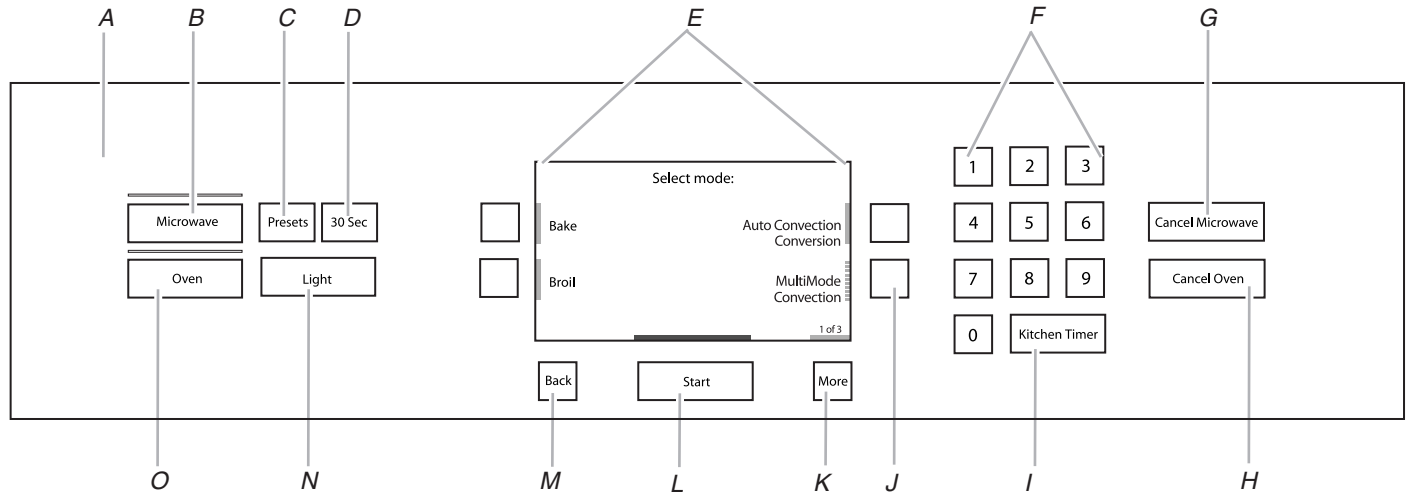 A B C D E F G
Select mode:
1 2 3
Microwave Presets 30 Sec Bake Auto Convection Conversion 4 5 6 Cancel Microwave
Oven Light Broil MultiMode Convection 7 8 9 Cancel Oven
1 of 3
0 Kitchen Timer
Back Start More
O N M L K J I H